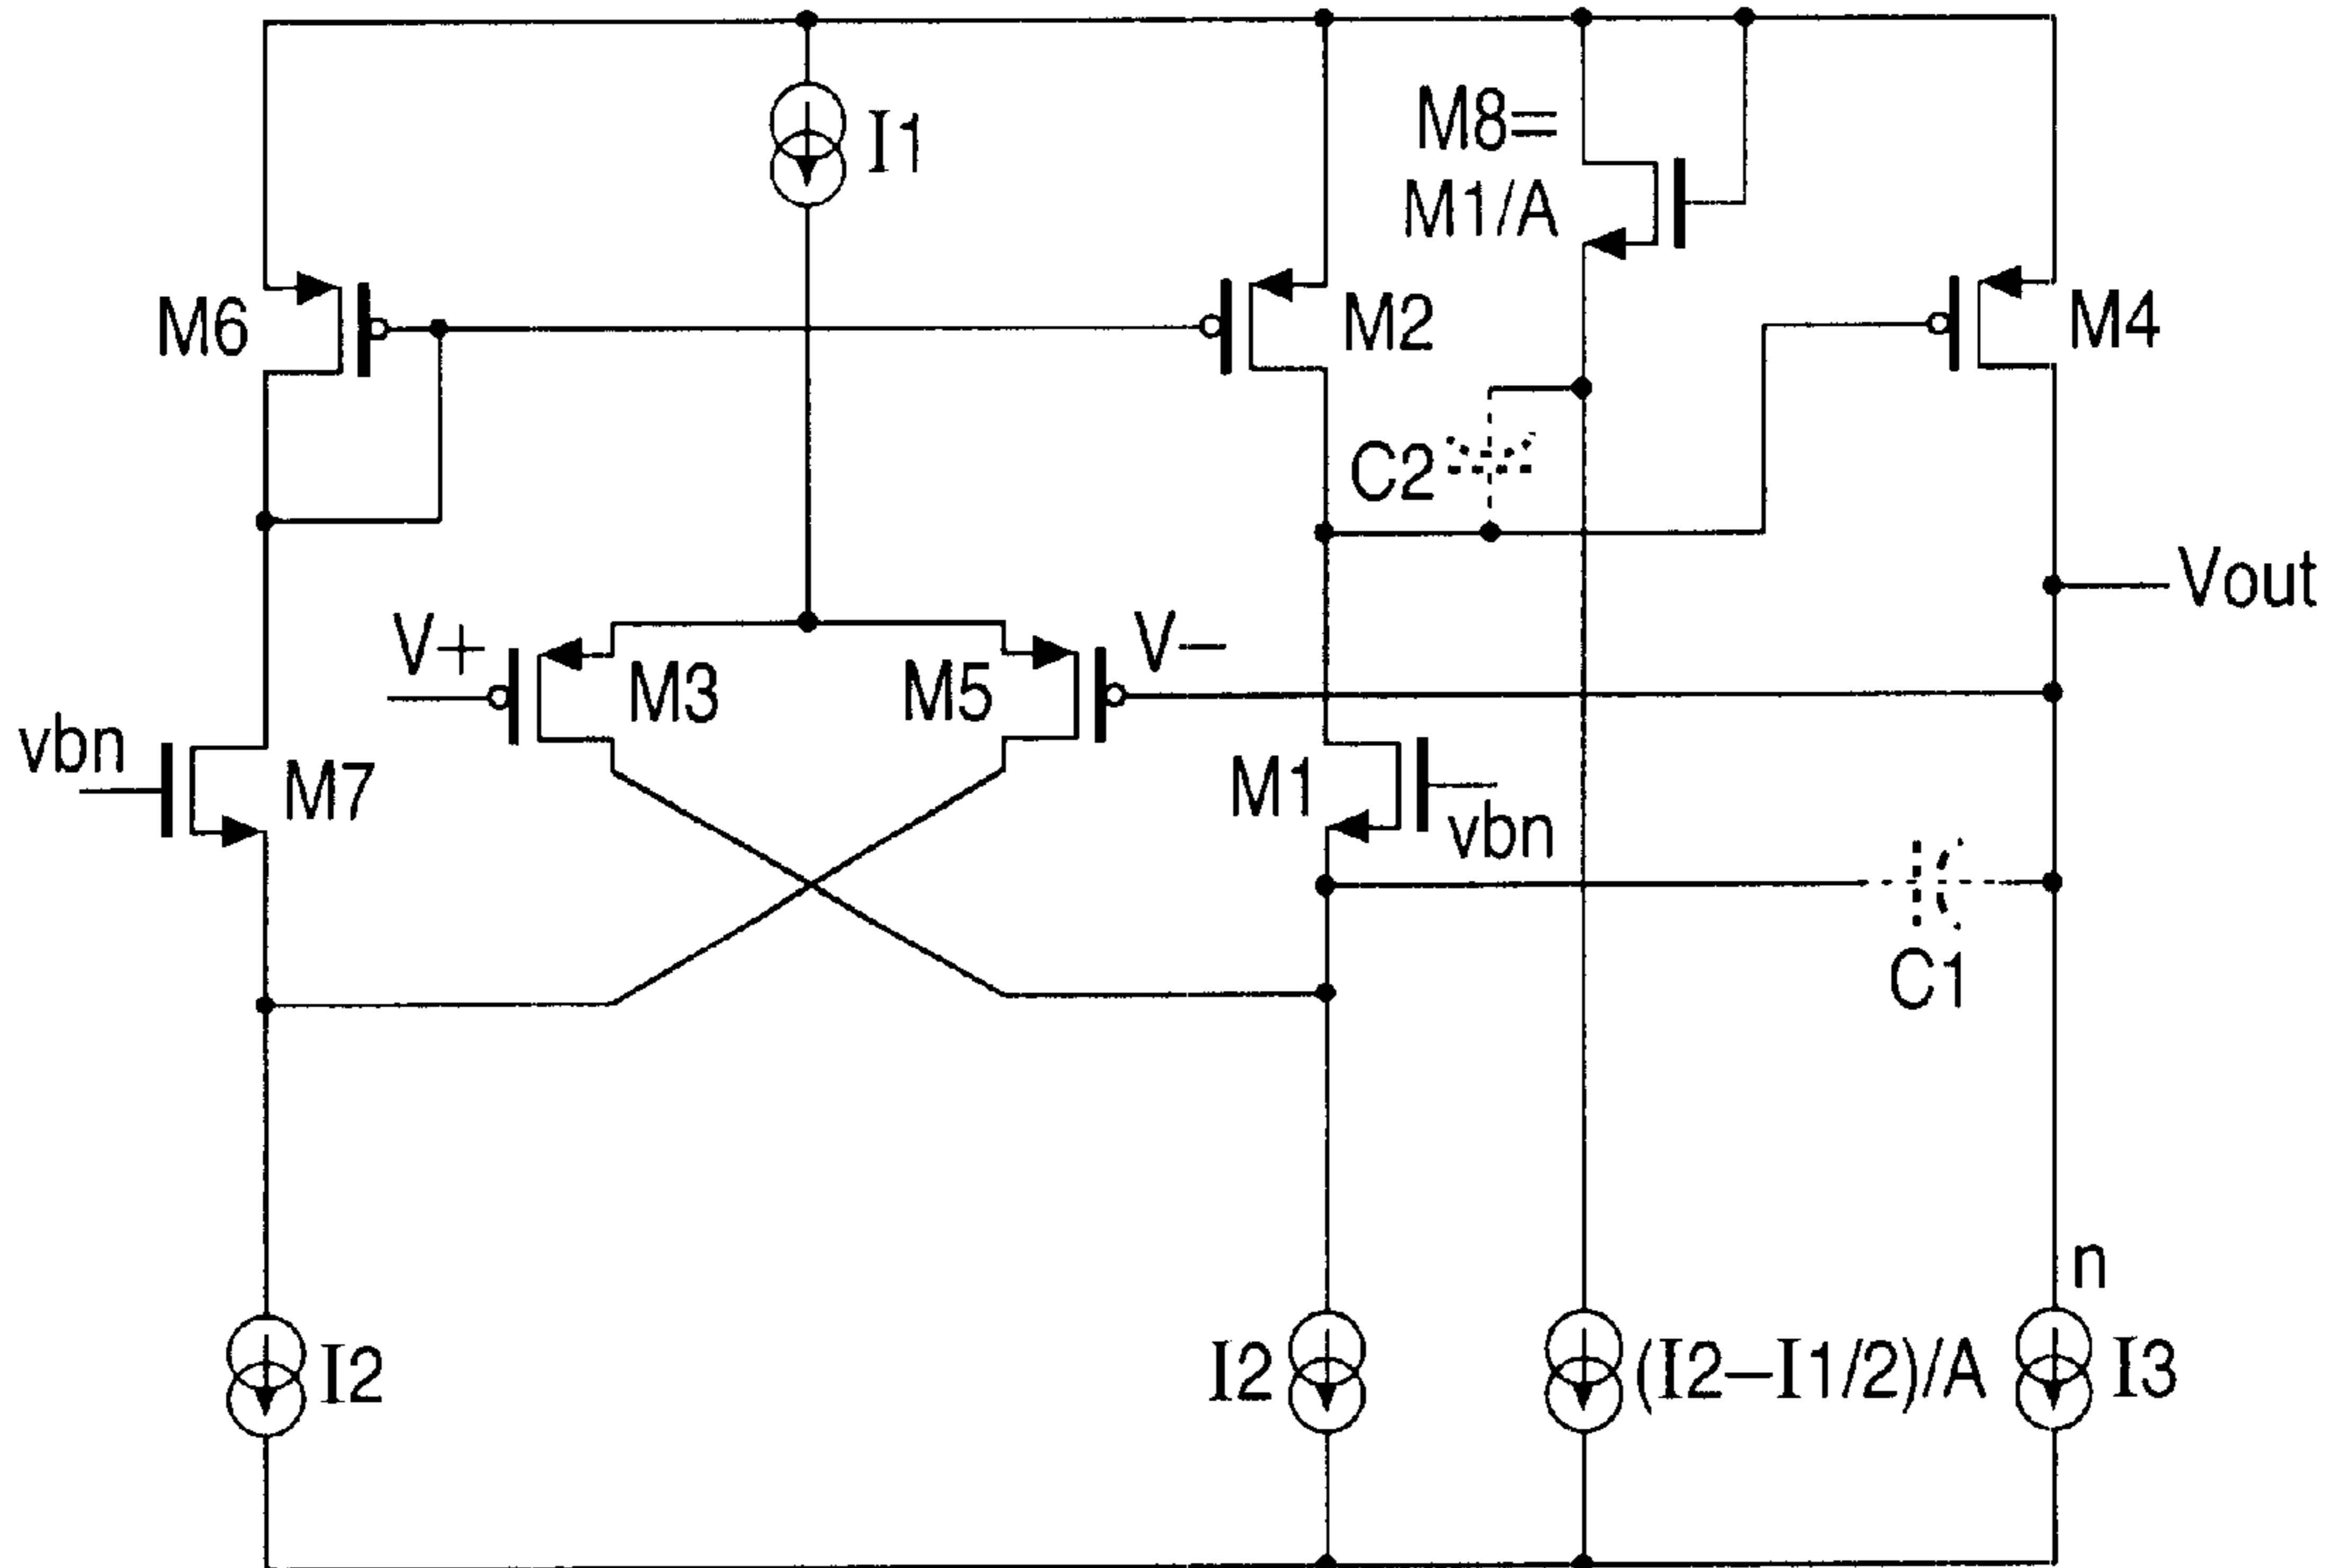 I1
M8=
M1/A
M6
M2
M4
C2
Vout
V+
V−
M3
M5
vbn
M7
M1
vbn
C1
n
I2
I2
(I2−I1/2)/A
I3